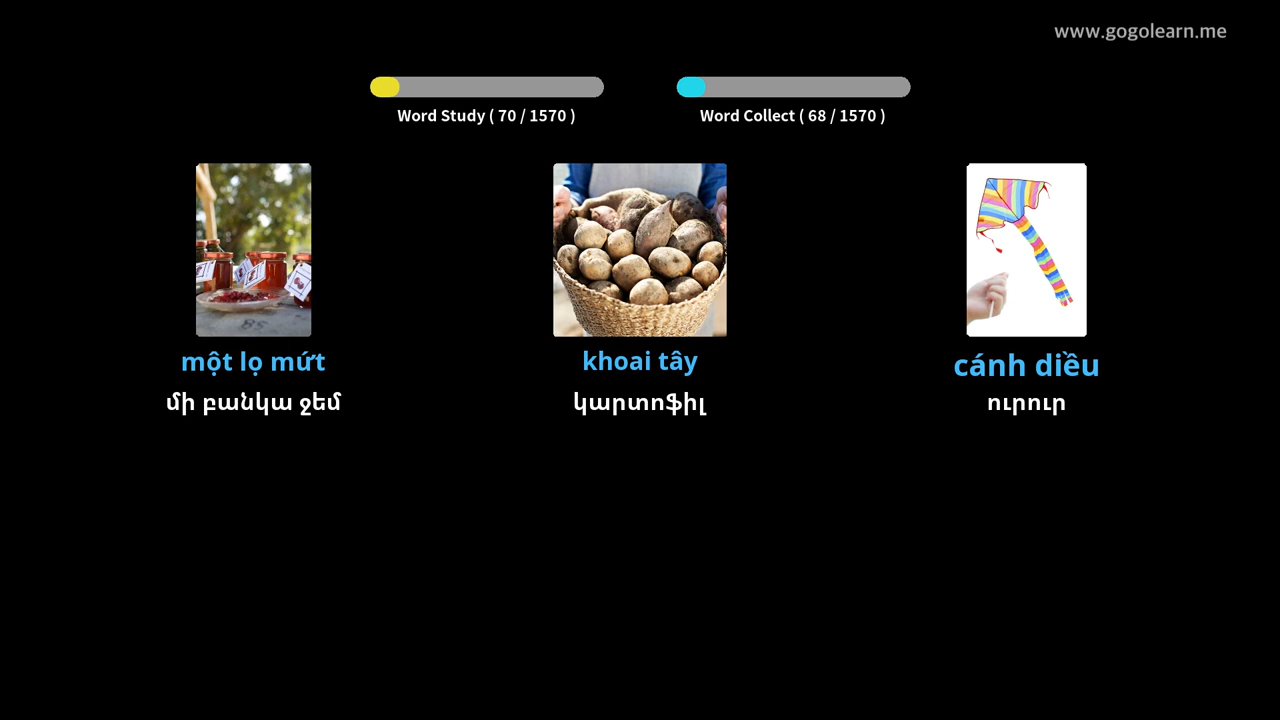 www.gogolearn.me
Word Study ( 70 / 1570 )
Word Collect ( 68 / 1570 )
một lọ mứt
khoai tây
cánh diều
մի բանկա ջեմ
կարտոֆիլ
ուրուր